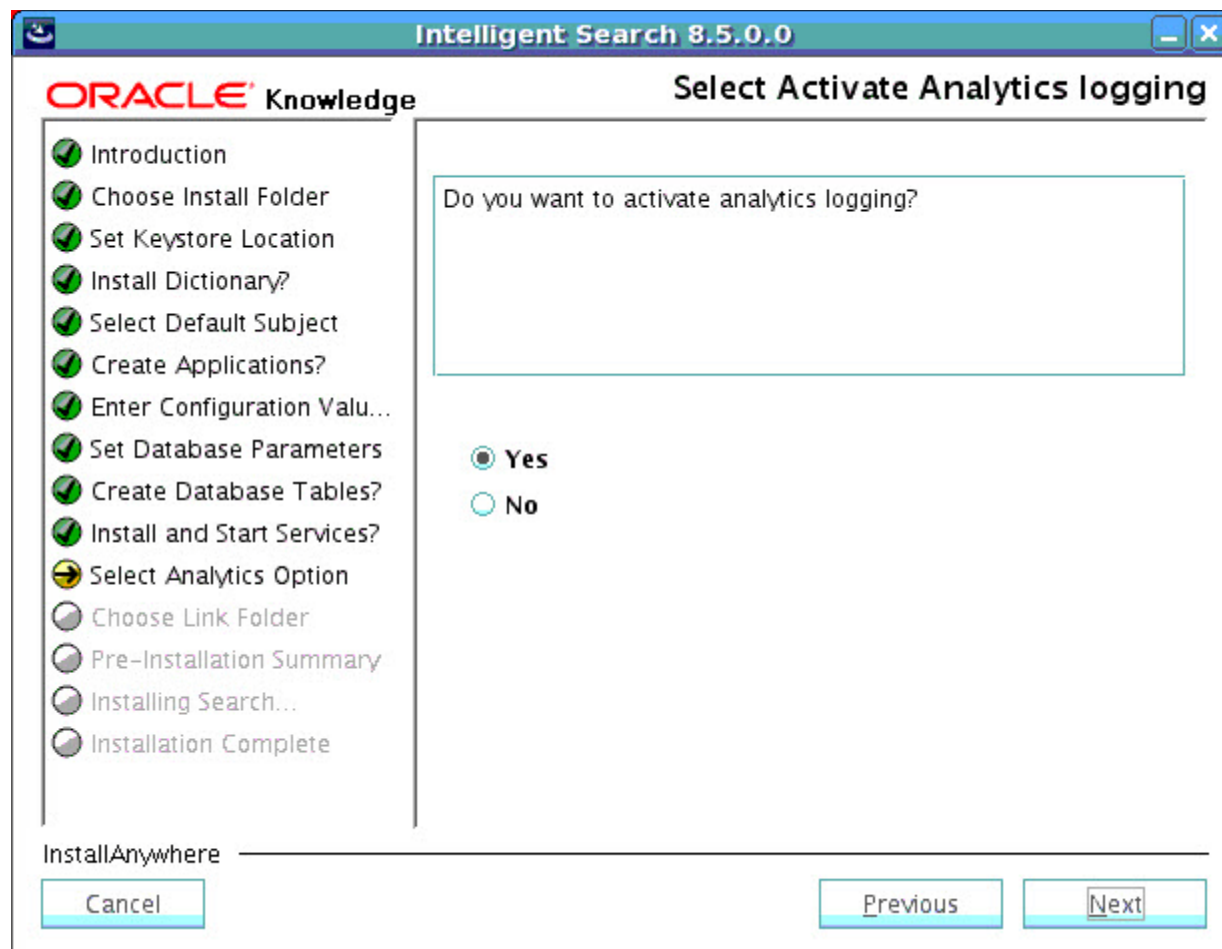 Intelligent Search 8.5.0.0
ORACLE Knowledge
Select Activate Analytics logging
Introduction
Choose Install Folder
Set Keystore Location
Install Dictionary?
Select Default Subject
Create Applications?
Enter Configuration Valu...
Set Database Parameters
Create Database Tables?
Install and Start Services?
Select Analytics Option
Choose Link Folder
Pre-Installation Summary
Installing Search...
Installation Complete
Do you want to activate analytics logging?
Yes
No
InstallAnywhere
Cancel
Previous
Next